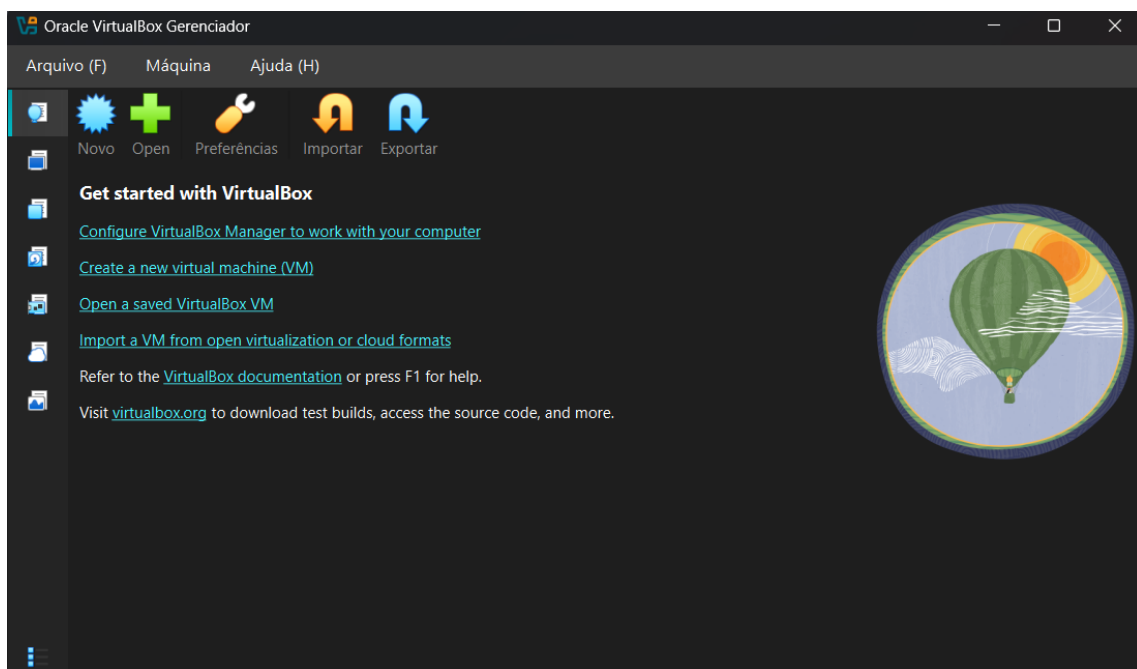 Oracle VirtualBox Gerenciador
Arquivo (F) Máquina Ajuda (H)
Novo Open Preferências Importar Exportar
Get started with VirtualBox
Configure VirtualBox Manager to work with your computer
Create a new virtual machine (VM)
Open a saved VirtualBox VM
Import a VM from open virtualization or cloud formats
Refer to the VirtualBox documentation or press F1 for help.
Visit virtualbox.org to download test builds, access the source code, and more.